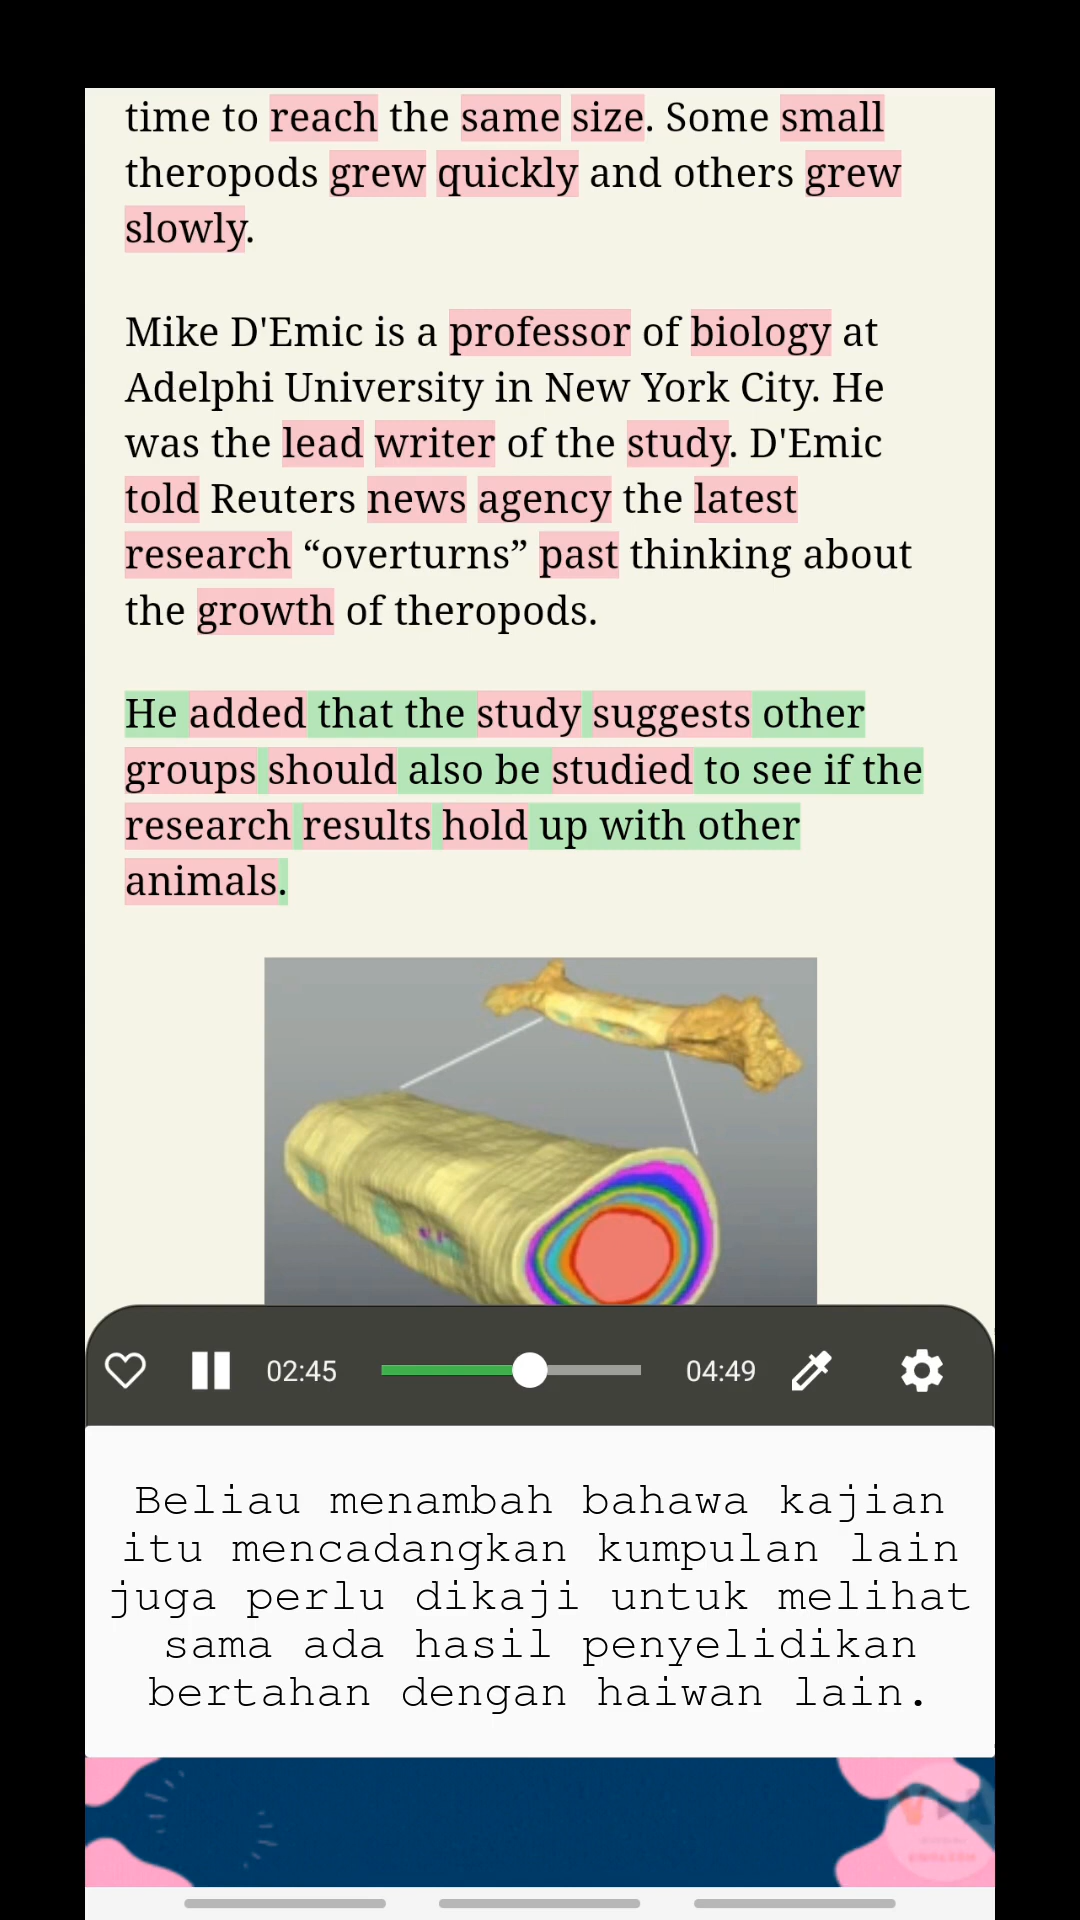 time to reach the same size. Some small
theropods grew quickly and others grew
slowly.
Mike D'Emic is a professor of biology at
Adelphi University in New York City. He
was the lead writer of the study. D'Emic
told Reuters news agency the latest
research “overturns” past thinking about
the growth of theropods.
He added that the study suggests other
groups should also be studied to see if the
research results hold up with other
animals.
02:45
04:49
Beliau menambah bahawa kajian
itu mencadangkan kumpulan lain
juga perlu dikaji untuk melihat
sama ada hasil penyelidikan
bertahan dengan haiwan lain.